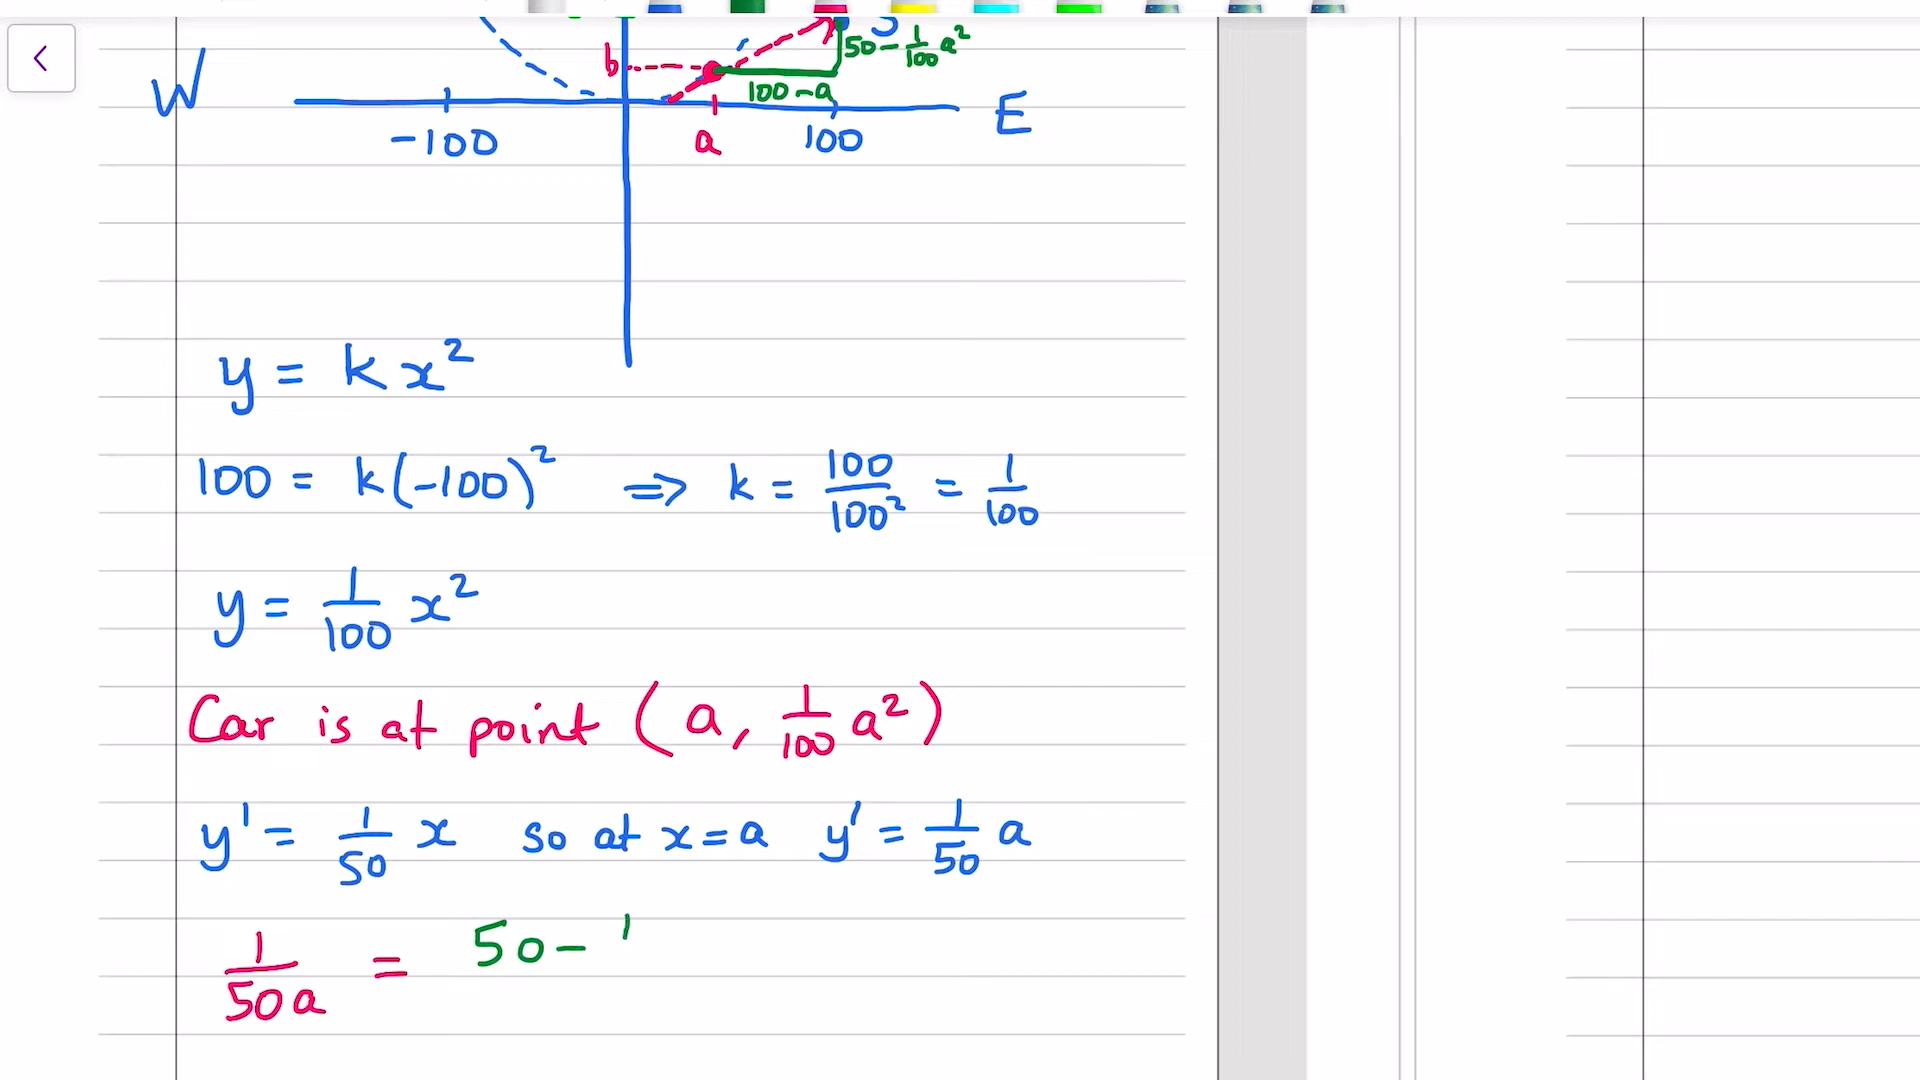 S
b
50 - 1/100 a²
W
100 - a
E
-100
a
100
y = k x²
100 = k(-100)² ⇒ k = 100/100² = 1/100
y = 1/100 x²
Car is at point (a, 1/100 a²)
y' = 1/50 x so at x = a y' = 1/50 a
1/50a = 50 -